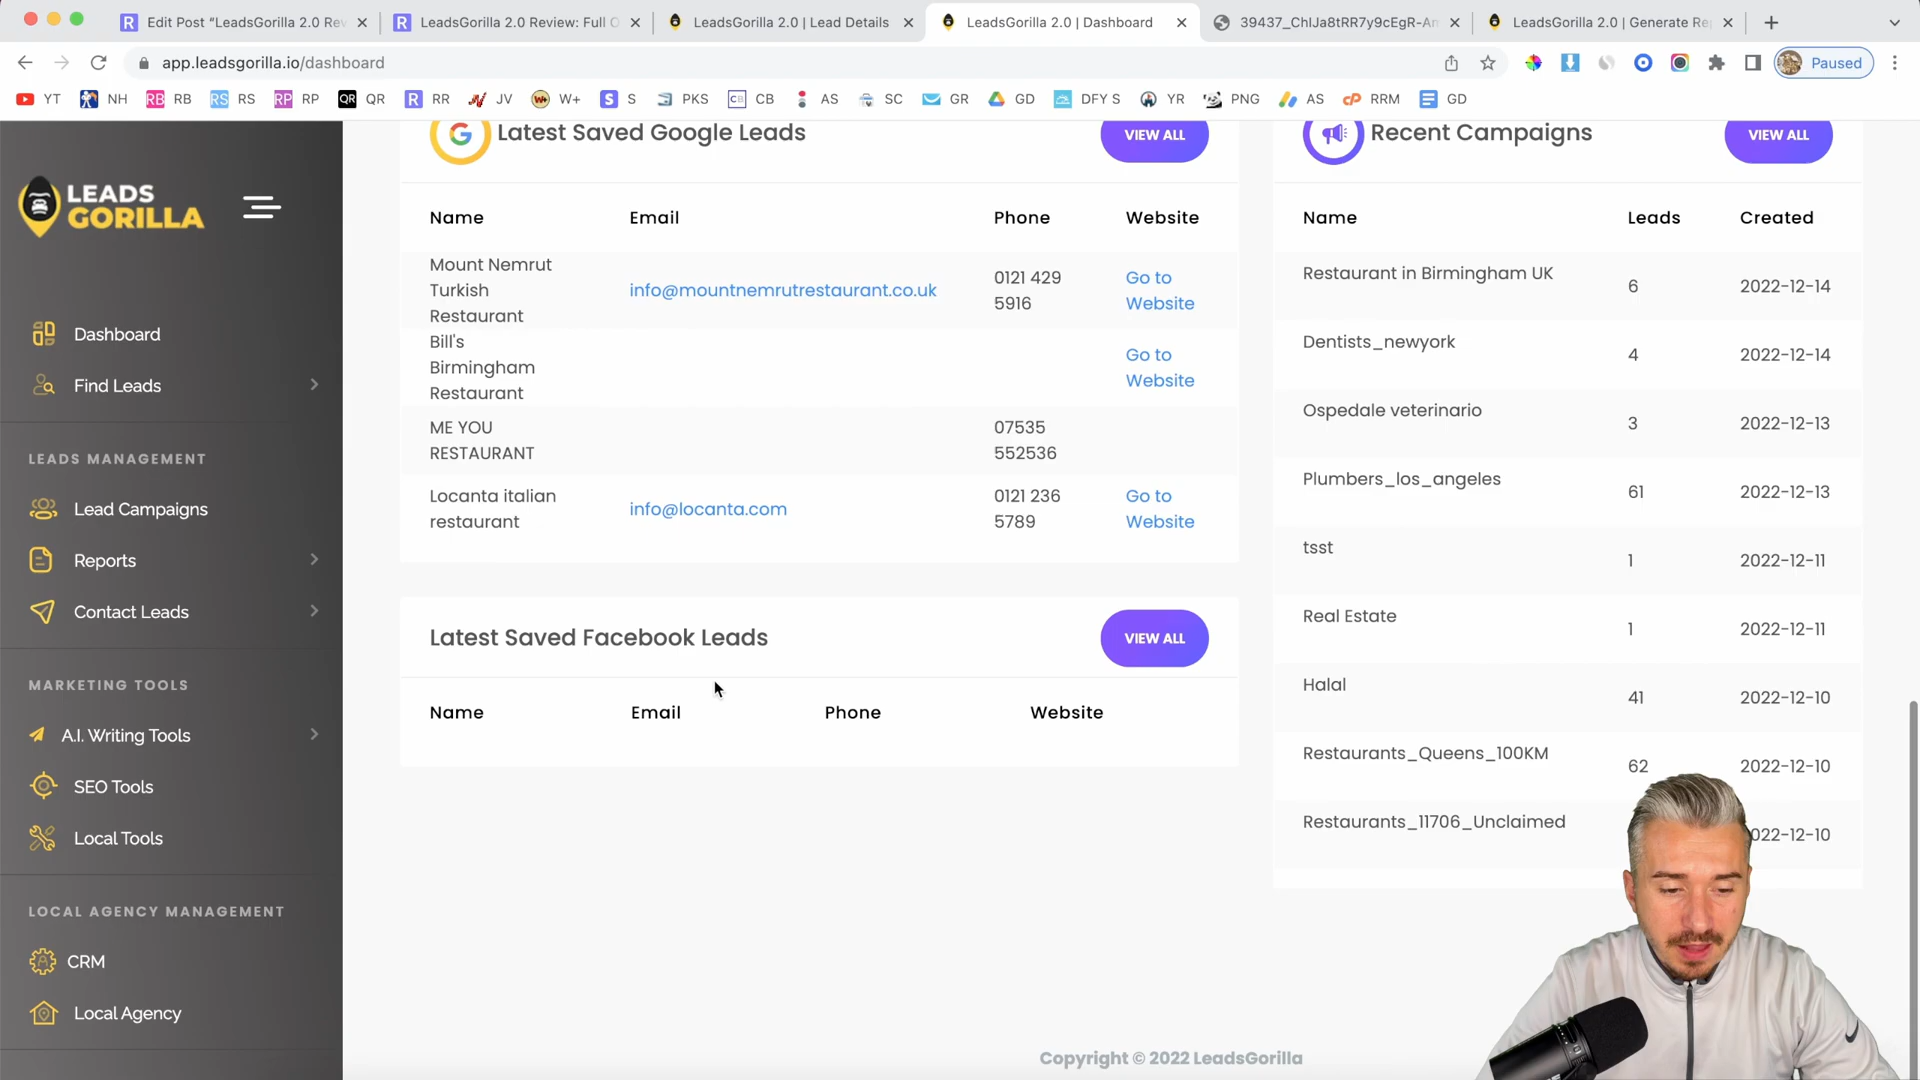 Edit Post “LeadsGorilla 2.0 Rev
LeadsGorilla 2.0 Review: Full O
LeadsGorilla 2.0 | Lead Details
LeadsGorilla 2.0 | Dashboard
39437_ChIJa8tRR7y9cEgR-Am
LeadsGorilla 2.0 | Generate Re
app.leadsgorilla.io/dashboard
Paused
YT NH RB RB RS RS RP RP QR QR R RR JV W+ S S PKS CB CB AS SC GR GD DFY S YR PNG AS CP RRM GD
LEADS
GORILLA
Dashboard
Find Leads
LEADS MANAGEMENT
Lead Campaigns
Reports
Contact Leads
MARKETING TOOLS
A.I. Writing Tools
SEO Tools
Local Tools
LOCAL AGENCY MANAGEMENT
CRM
Local Agency
Latest Saved Google Leads
VIEW ALL
Name Email Phone Website
Mount Nemrut
Turkish
Restaurant
info@mountnemrutrestaurant.co.uk
0121 429
5916
Go to
Website
Bill's
Birmingham
Restaurant
Go to
Website
ME YOU
RESTAURANT
07535
552536
Locanta italian
restaurant
info@locanta.com
0121 236
5789
Go to
Website
Latest Saved Facebook Leads
VIEW ALL
Name Email Phone Website
Recent Campaigns
VIEW ALL
Name Leads Created
Restaurant in Birmingham UK 6 2022-12-14
Dentists_newyork 4 2022-12-14
Ospedale veterinario 3 2022-12-13
Plumbers_los_angeles 61 2022-12-13
tsst 1 2022-12-11
Real Estate 1 2022-12-11
Halal 41 2022-12-10
Restaurants_Queens_100KM 62 2022-12-10
Restaurants_11706_Unclaimed 022-12-10
Copyright © 2022 LeadsGorilla